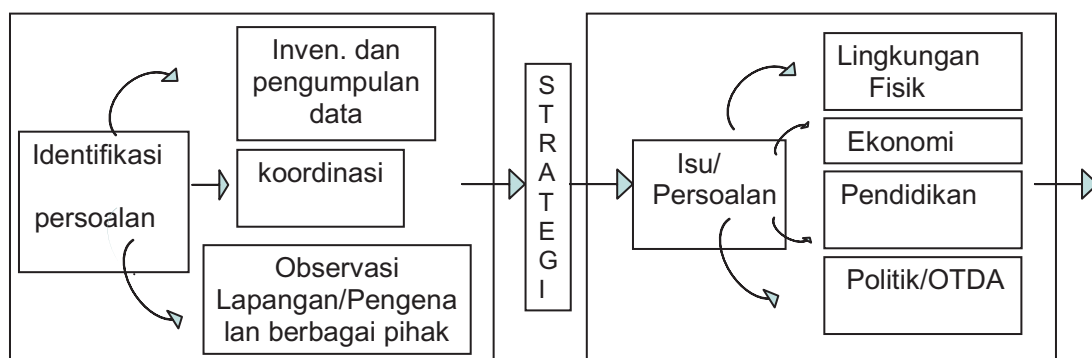 Identifikasi
persoalan
Inven. dan
pengumpulan
data
koordinasi
Observasi
Lapangan/Pengena
lan berbagai pihak
S
T
R
A
T
E
G
I
Isu/
Persoalan
Lingkungan
Fisik
Ekonomi
Pendidikan
Politik/OTDA